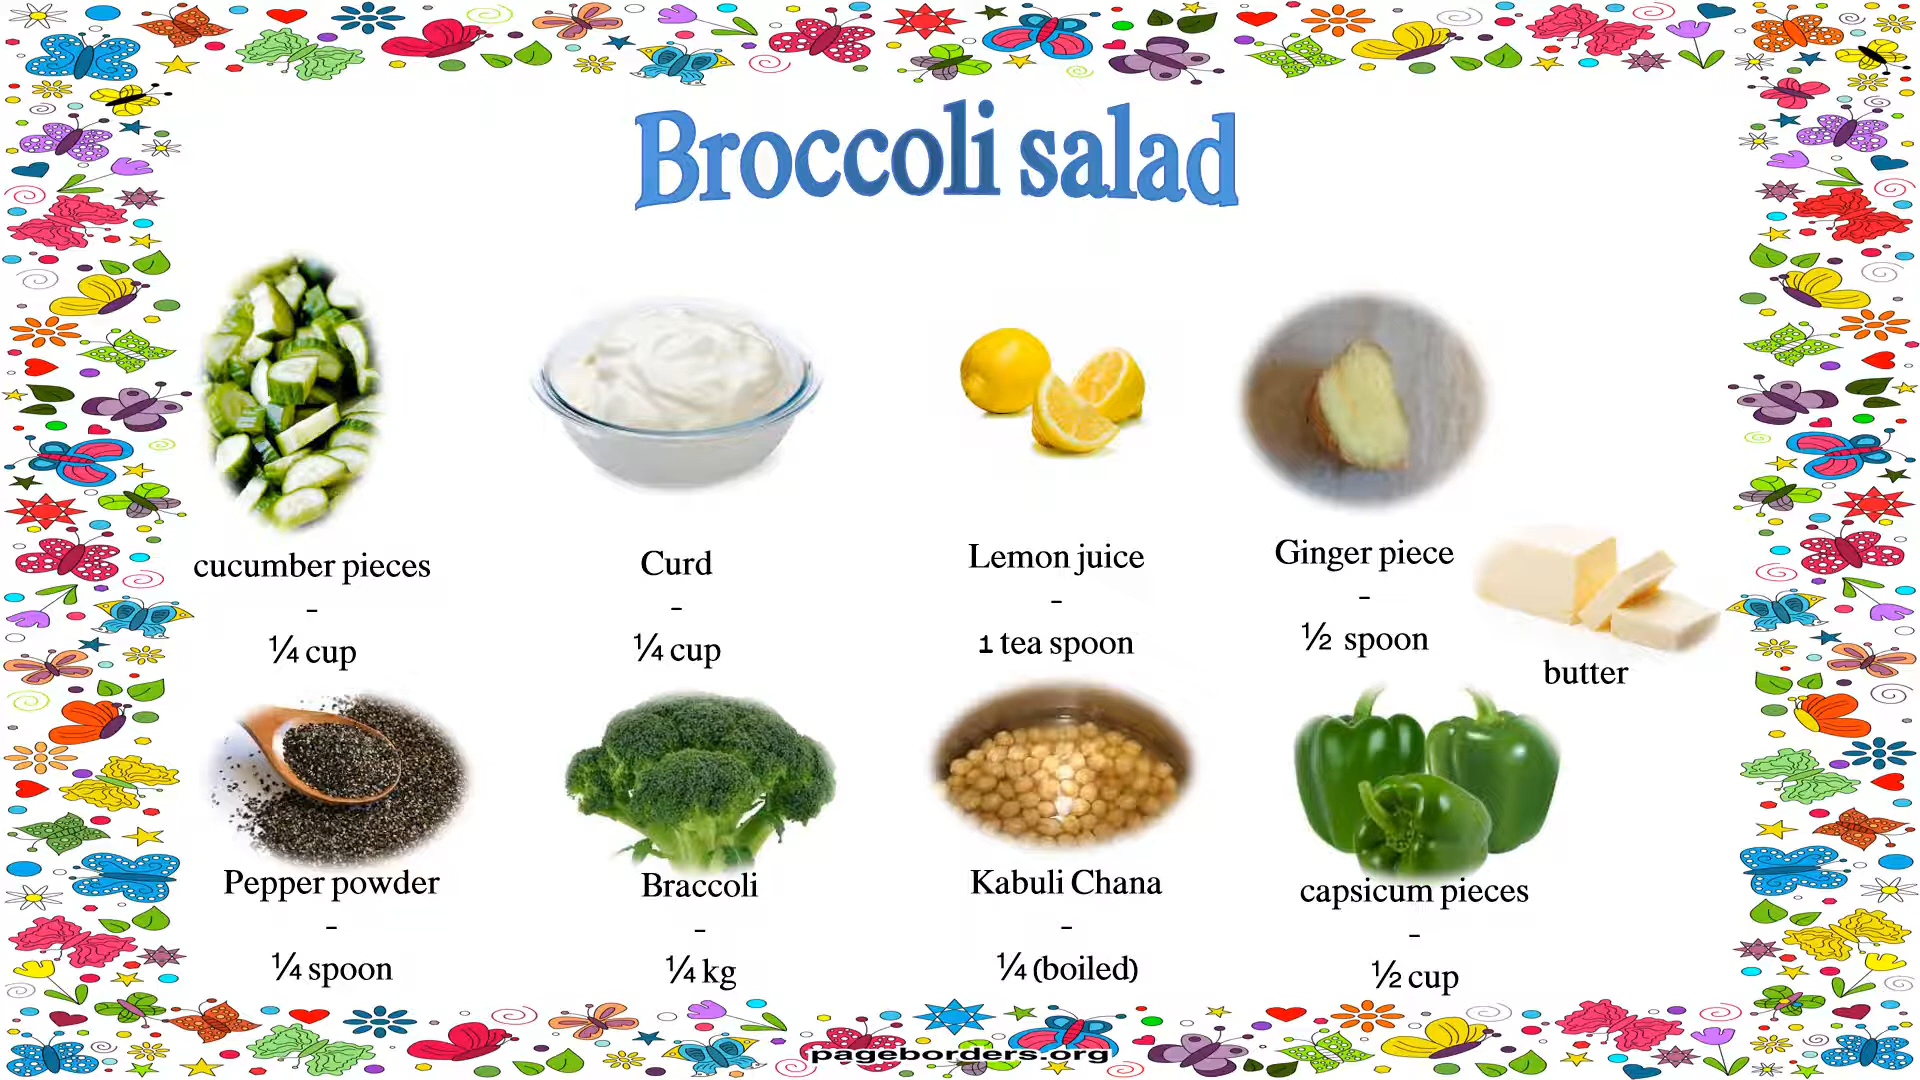 Broccoli salad
cucumber pieces
-
¼ cup
Curd
-
¼ cup
Lemon juice
-
1 tea spoon
Ginger piece
-
½ spoon
butter
Pepper powder
-
¼ spoon
Braccoli
-
¼ kg
Kabuli Chana
-
¼ (boiled)
capsicum pieces
-
½ cup
pageborders.org